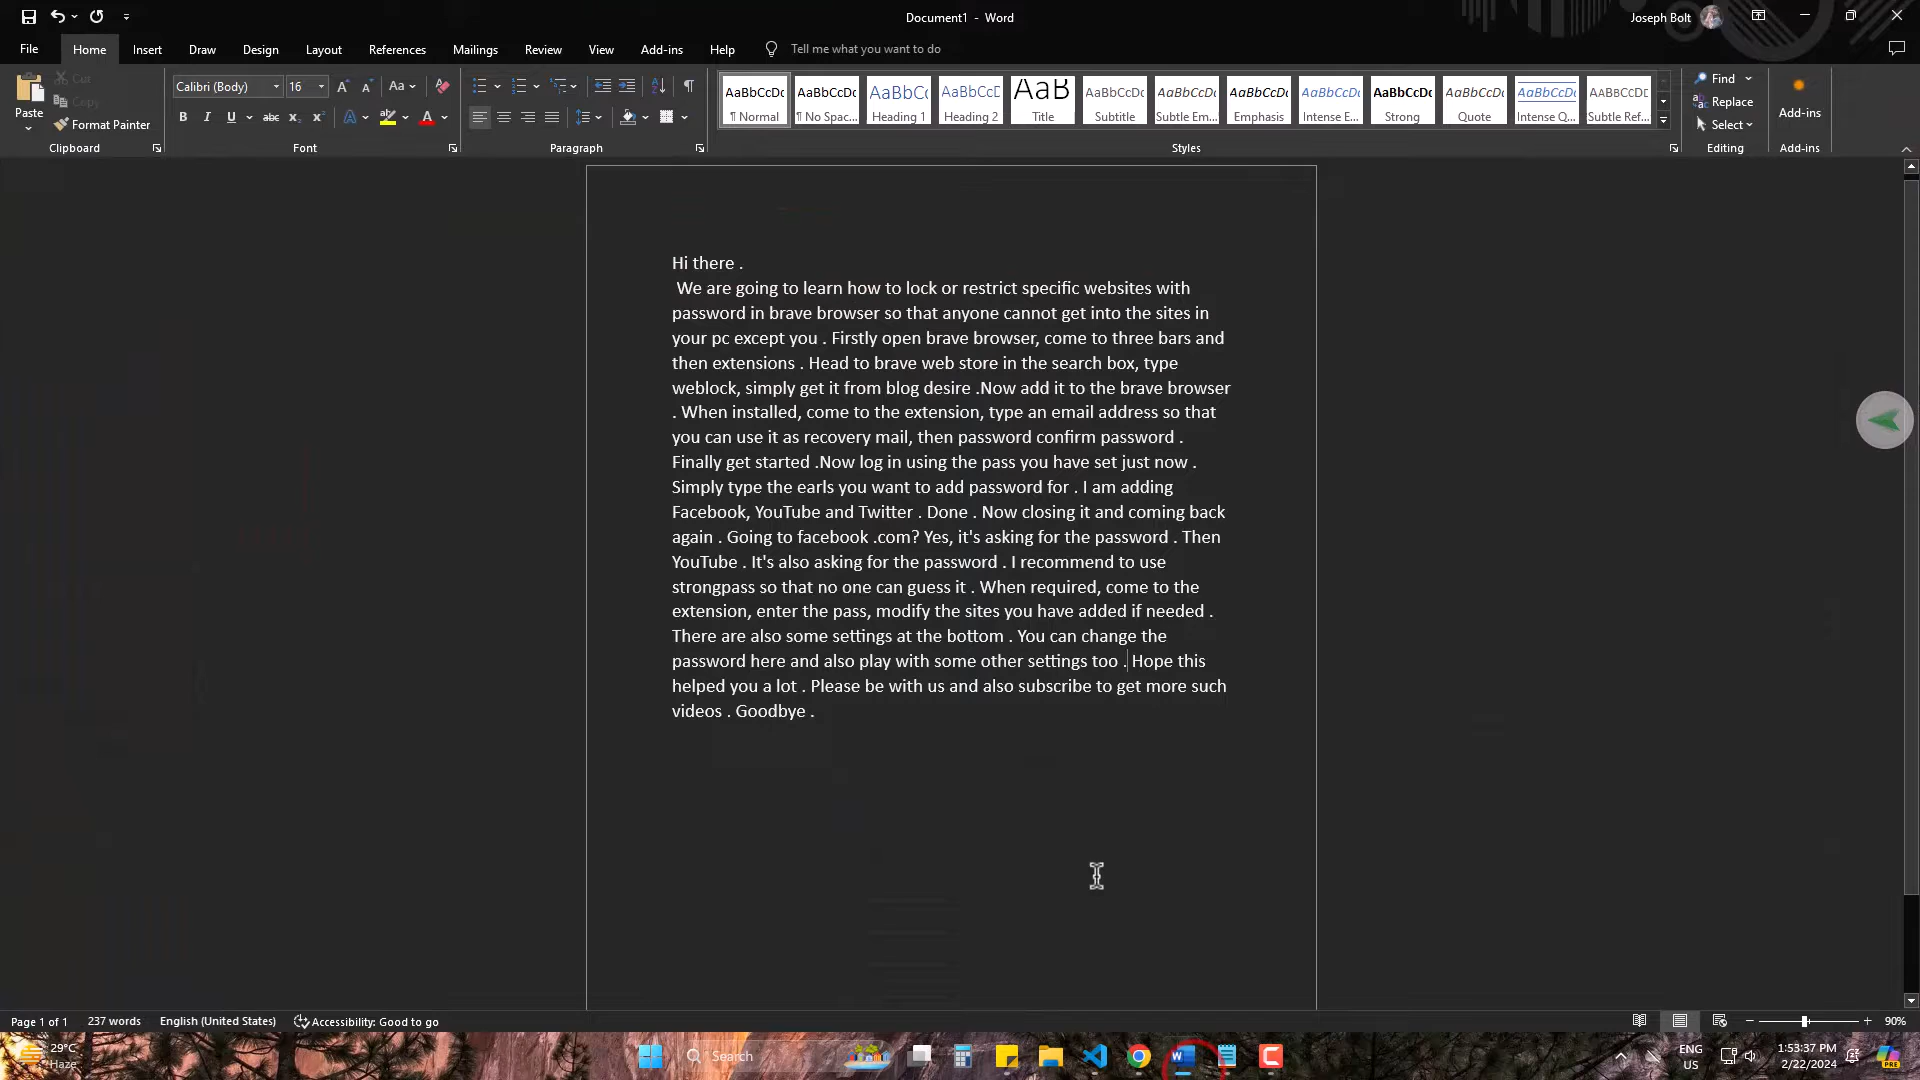 Document1 - Word
Joseph Bolt
File Home Insert Draw Design Layout References Mailings Review View Add-ins Help Tell me what you want to do
Paste
Cut
Copy
Format Painter
Clipboard
Calibri (Body) 16
Font
Paragraph
AaBbCcDc AaBbCcDc AaBbC AaBbCcD AaB AaBbCcD AaBbCcDc AaBbCcDc AaBbCcDc AaBbCcDc AaBbCcDc AaBbCcDc AaBbCcDc
¶ Normal ¶ No Spac... Heading 1 Heading 2 Title Subtitle Subtle Em... Emphasis Intense E... Strong Quote Intense Q... Subtle Ref...
Styles
Find
Replace
Select
Editing
Add-ins
Add-ins
Hi there .
We are going to learn how to lock or restrict specific websites with
password in brave browser so that anyone cannot get into the sites in
your pc except you . Firstly open brave browser, come to three bars and
then extensions . Head to brave web store in the search box, type
weblock, simply get it from blog desire .Now add it to the brave browser
. When installed, come to the extension, type an email address so that
you can use it as recovery mail, then password confirm password .
Finally get started .Now log in using the pass you have set just now .
Simply type the earls you want to add password for . I am adding
Facebook, YouTube and Twitter . Done . Now closing it and coming back
again . Going to facebook .com? Yes, it's asking for the password . Then
YouTube . It's also asking for the password . I recommend to use
strongpass so that no one can guess it . When required, come to the
extension, enter the pass, modify the sites you have added if needed .
There are also some settings at the bottom . You can change the
password here and also play with some other settings too . Hope this
helped you a lot . Please be with us and also subscribe to get more such
videos . Goodbye .
Page 1 of 1 237 words English (United States) Accessibility: Good to go
90%
29°C
Haze
Search
ENG
US
1:53:37 PM
2/22/2024